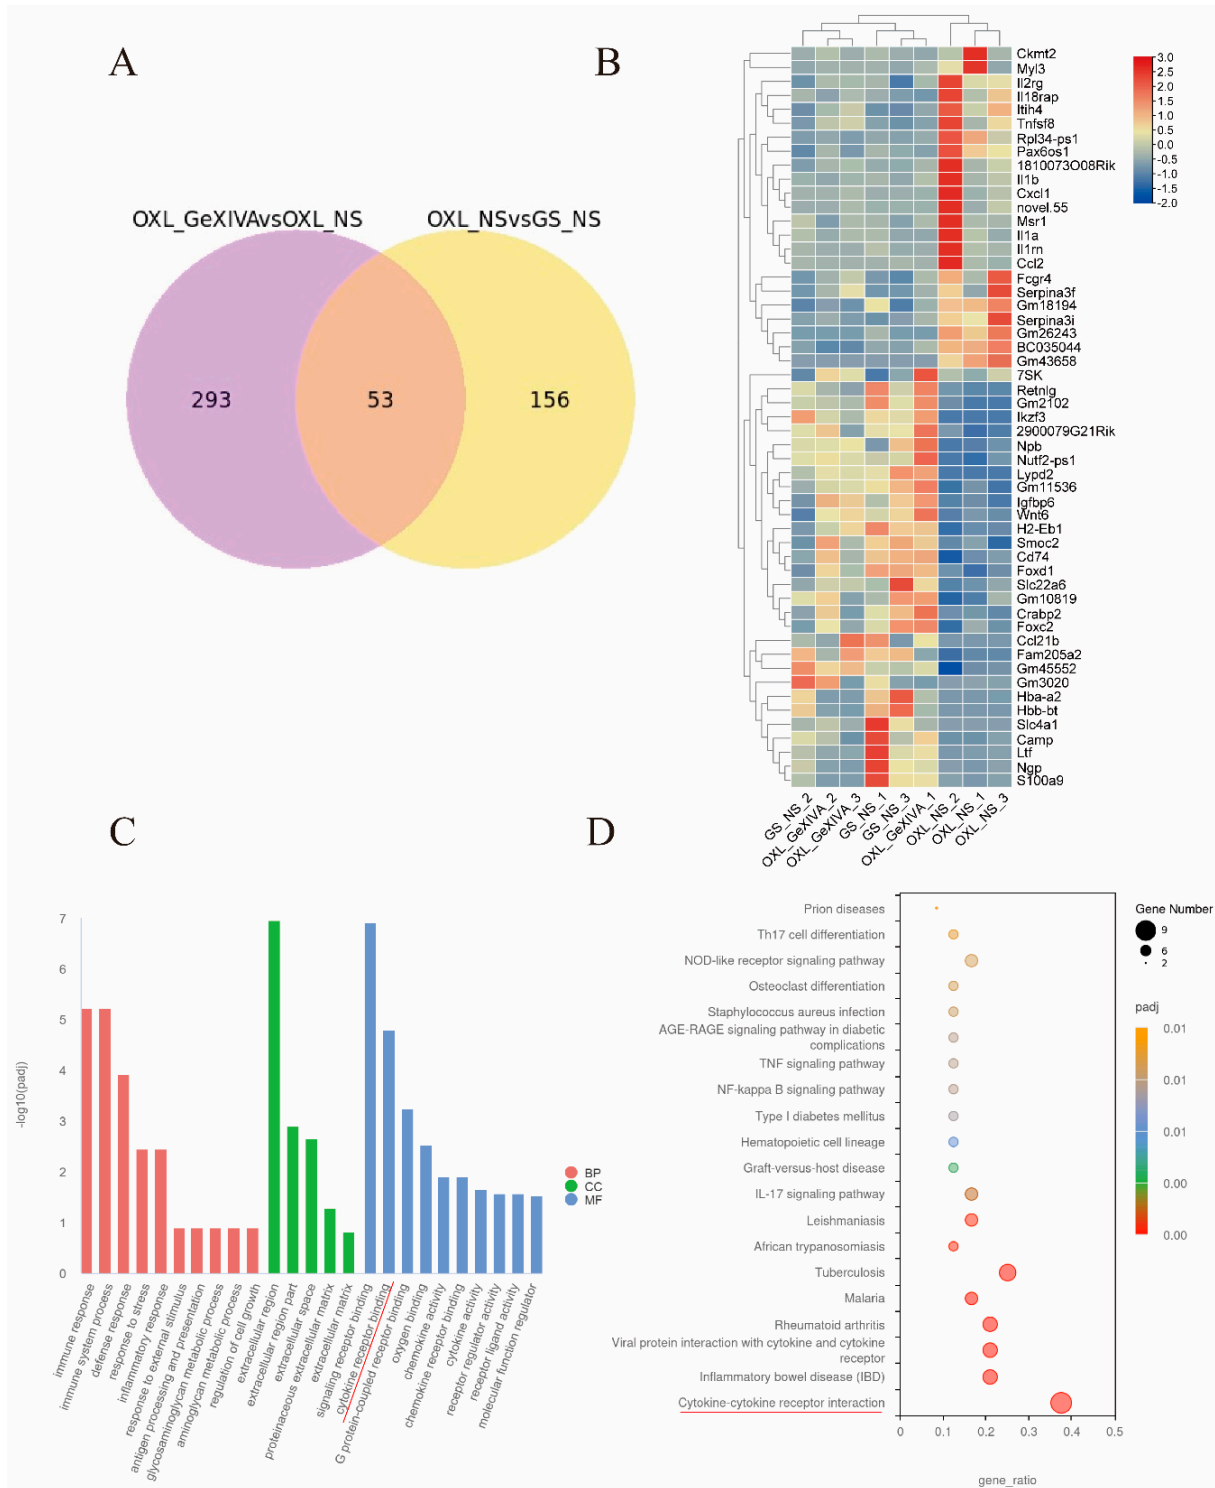 A
OXL_GeXIVAvsOXL_NS
OXL_NSvsGS_NS
293
53
156
B
Ckmt2
Myl3
Il2rg
Il18rap
Itih4
Tnfsf8
Rpl34-ps1
Pax6os1
1810073O08Rik
Il1b
Cxcl1
novel.55
Msr1
Il1a
Il1rn
Ccl2
Fcgr4
Serpina3f
Gm18194
Serpina3i
Gm26243
BC035044
Gm43658
7SK
Retnlg
Gm2102
Ikzf3
2900079G21Rik
Npb
Nutf2-ps1
Lypd2
Gm11536
Igfbp6
Wnt6
H2-Eb1
Smoc2
Cd74
Foxd1
Slc22a6
Gm10819
Crabp2
Foxc2
Ccl21b
Fam205a2
Gm45552
Gm3020
Hba-a2
Hbb-bt
Slc4a1
Camp
Ltf
Ngp
S100a9
3.0
2.5
2.0
1.5
1.0
0.5
0.0
-0.5
-1.0
-1.5
-2.0
GS_NS_2
OXL_GeXIVA_2
OXL_GeXIVA_3
GS_NS_1
GS_NS_3
OXL_GeXIVA_1
OXL_NS_2
OXL_NS_1
OXL_NS_3
C
-log10(padj)
7
6
5
4
3
2
1
0
immune response
immune system process
defense response
response to stress
inflammatory response
response to external stimulus
antigen processing and presentation
glycosaminoglycan metabolic process
aminoglycan metabolic process
regulation of cell growth
extracellular region
extracellular region part
extracellular space
proteinaceous extracellular matrix
extracellular matrix
signaling receptor binding
cytokine receptor binding
G protein-coupled receptor binding
oxygen binding
chemokine activity
chemokine receptor binding
cytokine activity
receptor regulator activity
receptor ligand activity
molecular function regulator
BP
CC
MF
D
Prion diseases
Th17 cell differentiation
NOD-like receptor signaling pathway
Osteoclast differentiation
Staphylococcus aureus infection
AGE-RAGE signaling pathway in diabetic
complications
TNF signaling pathway
NF-kappa B signaling pathway
Type I diabetes mellitus
Hematopoietic cell lineage
Graft-versus-host disease
IL-17 signaling pathway
Leishmaniasis
African trypanosomiasis
Tuberculosis
Malaria
Rheumatoid arthritis
Viral protein interaction with cytokine and cytokine
receptor
Inflammatory bowel disease (IBD)
Cytokine-cytokine receptor interaction
0
0.1
0.2
0.3
0.4
0.5
gene_ratio
Gene Number
9
6
2
padj
0.01
0.01
0.01
0.00
0.00